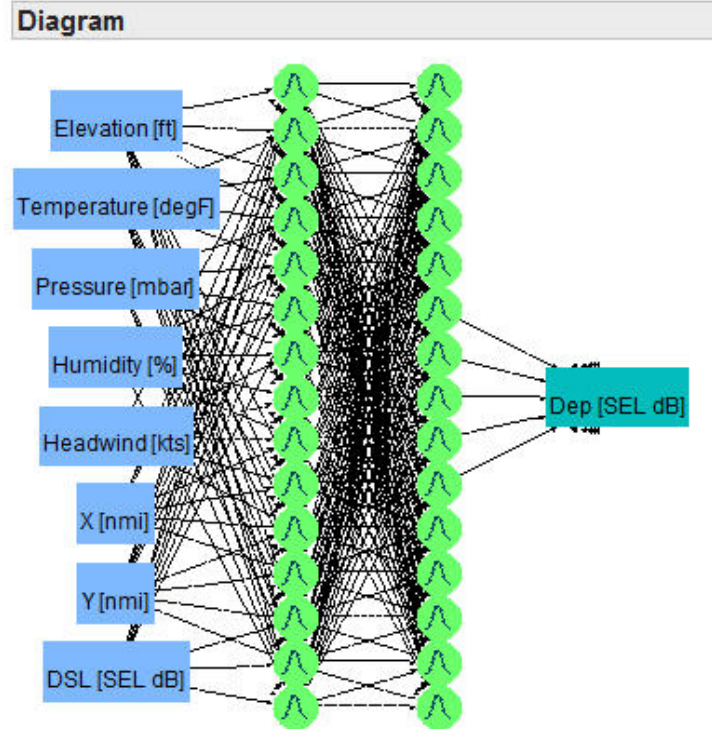 Diagram
Elevation [ft]
Temperature [degF]
Pressure [mbar]
Humidity [%]
Headwind [kts]
X [nmi]
Y [nmi]
DSL [SEL dB]
Dep [SEL dB]